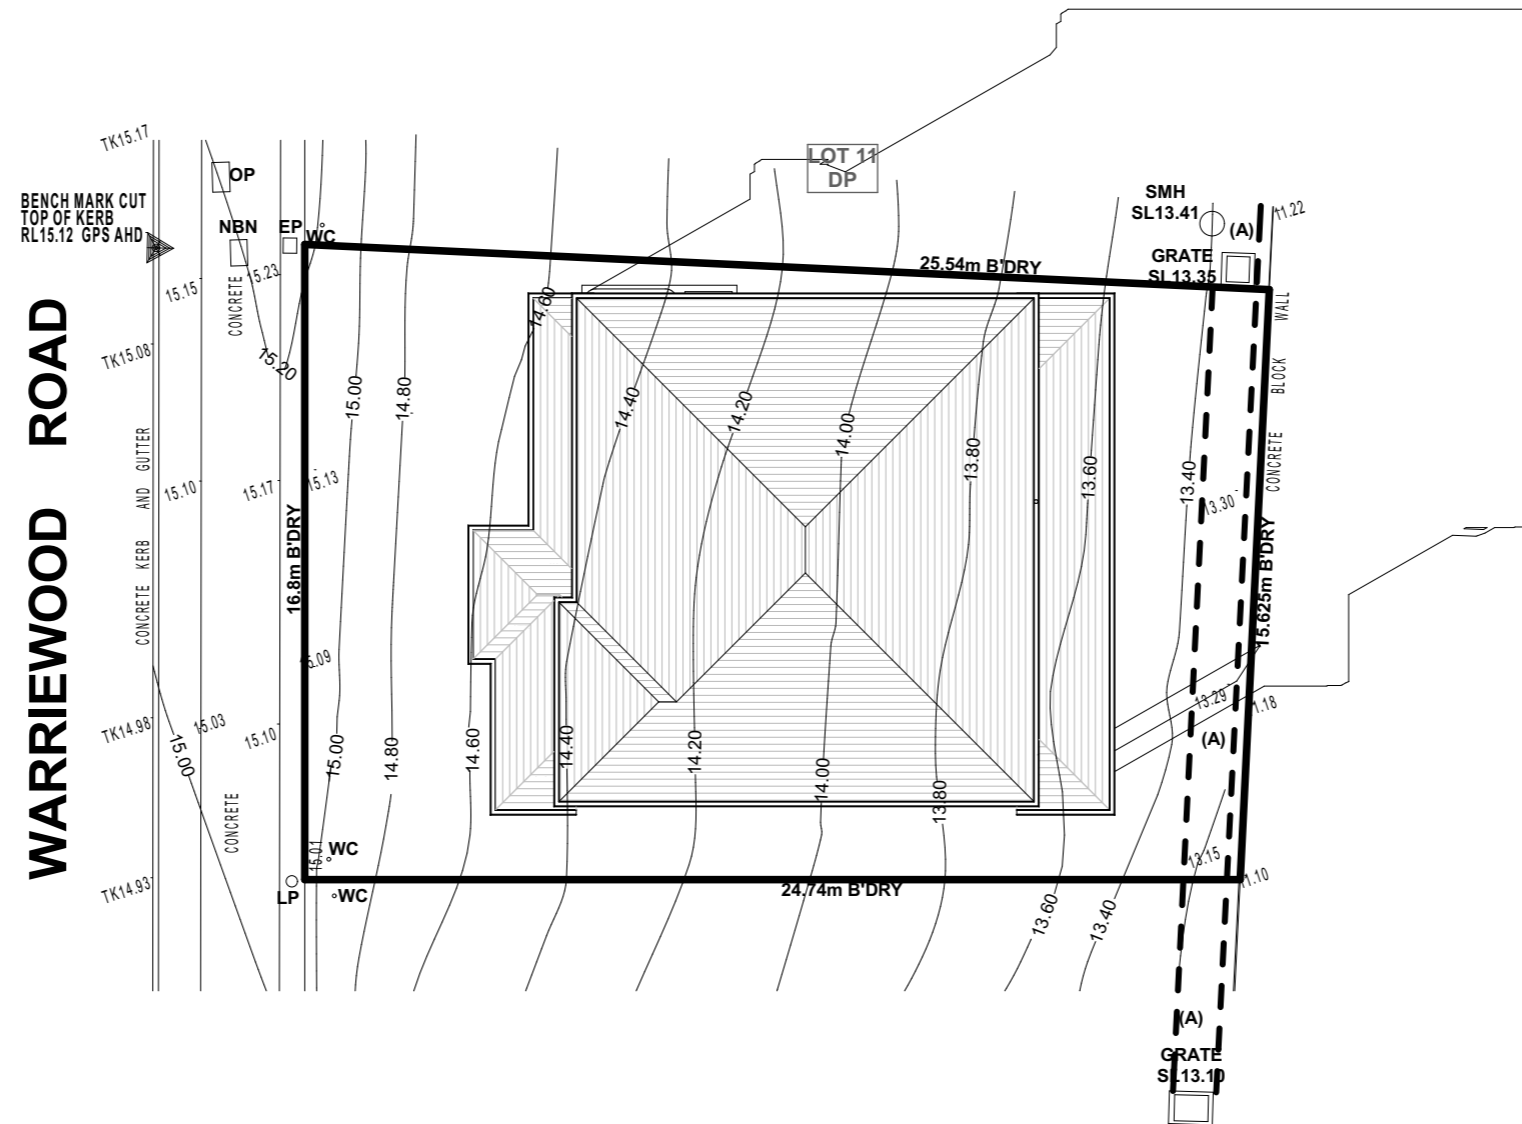 TK15.17
OP
BENCH MARK CUT
TOP OF KERB
RL15.12 GPS AHD
NBN
EP
WC
LOT 11
DP
SMH
SL13.41
(A)
11.22
GRATE
SL13.35
25.54m B'DRY
15.15
15.23
CONCRETE
TK15.08
15.20
15.00
14.80
14.60
14.40
14.20
14.00
13.80
13.60
13.40
13.30
WALL
BLOCK
CONCRETE
WARRIEWOOD ROAD
CONCRETE KERB AND GUTTER
15.10
15.17
15.13
16.8m B'DRY
15.625m B'DRY
15.09
TK14.98
15.03
15.10
15.00
15.00
14.80
14.60
14.40
14.20
14.00
13.80
13.60
13.40
13.29
1.18
(A)
CONCRETE
15.01
WC
13.15
TK14.93
LP
WC
24.74m B'DRY
11.10
(A)
GRATE
SL13.10